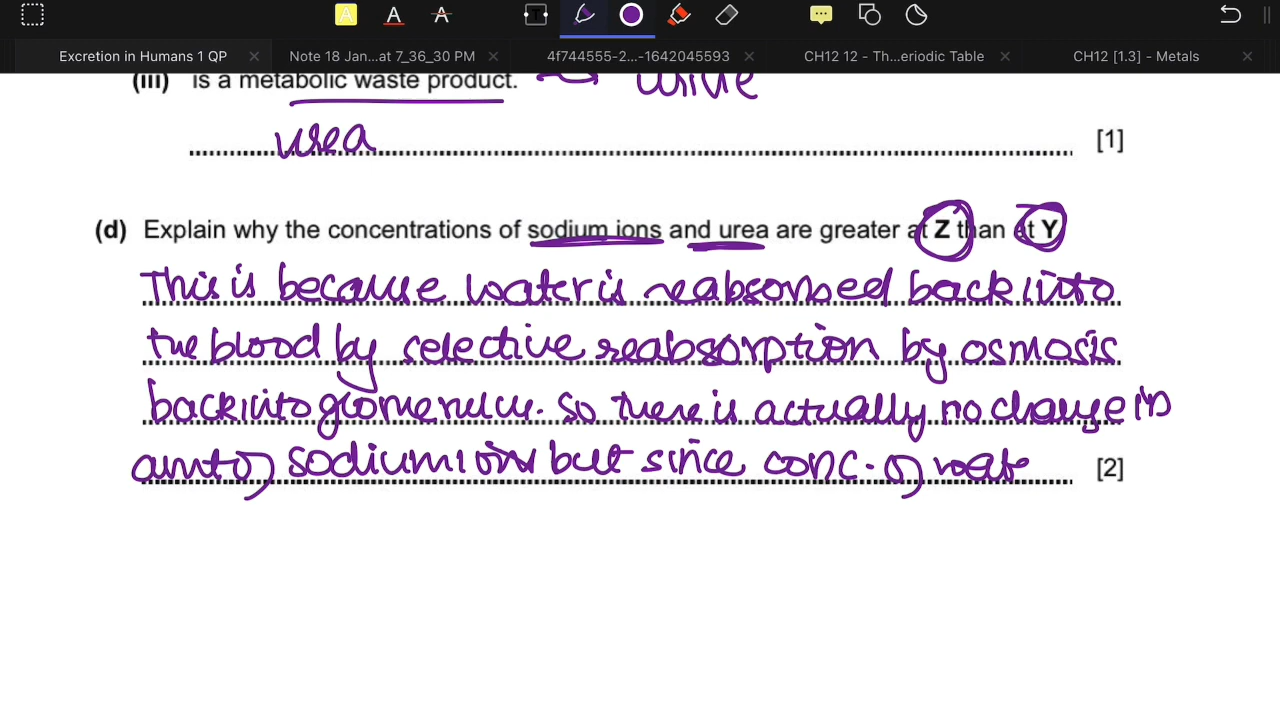 A A A T
Excretion in Humans 1 QP × Note 18 Jan...at 7_36_30 PM × 4f744555-2...-1642045593 × CH12 12 - Th...eriodic Table × CH12 [1.3] - Metals ×
(iii) is a metabolic waste product. urine
urea [1]
(d) Explain why the concentrations of sodium ions and urea are greater at Z than at Y
This is because water is reabsorbed back into
the blood by selective reabsorption by osmosis
back into glomerulus. So there is actually no change in
amt of sodium ions but since conc. of wate
[2]